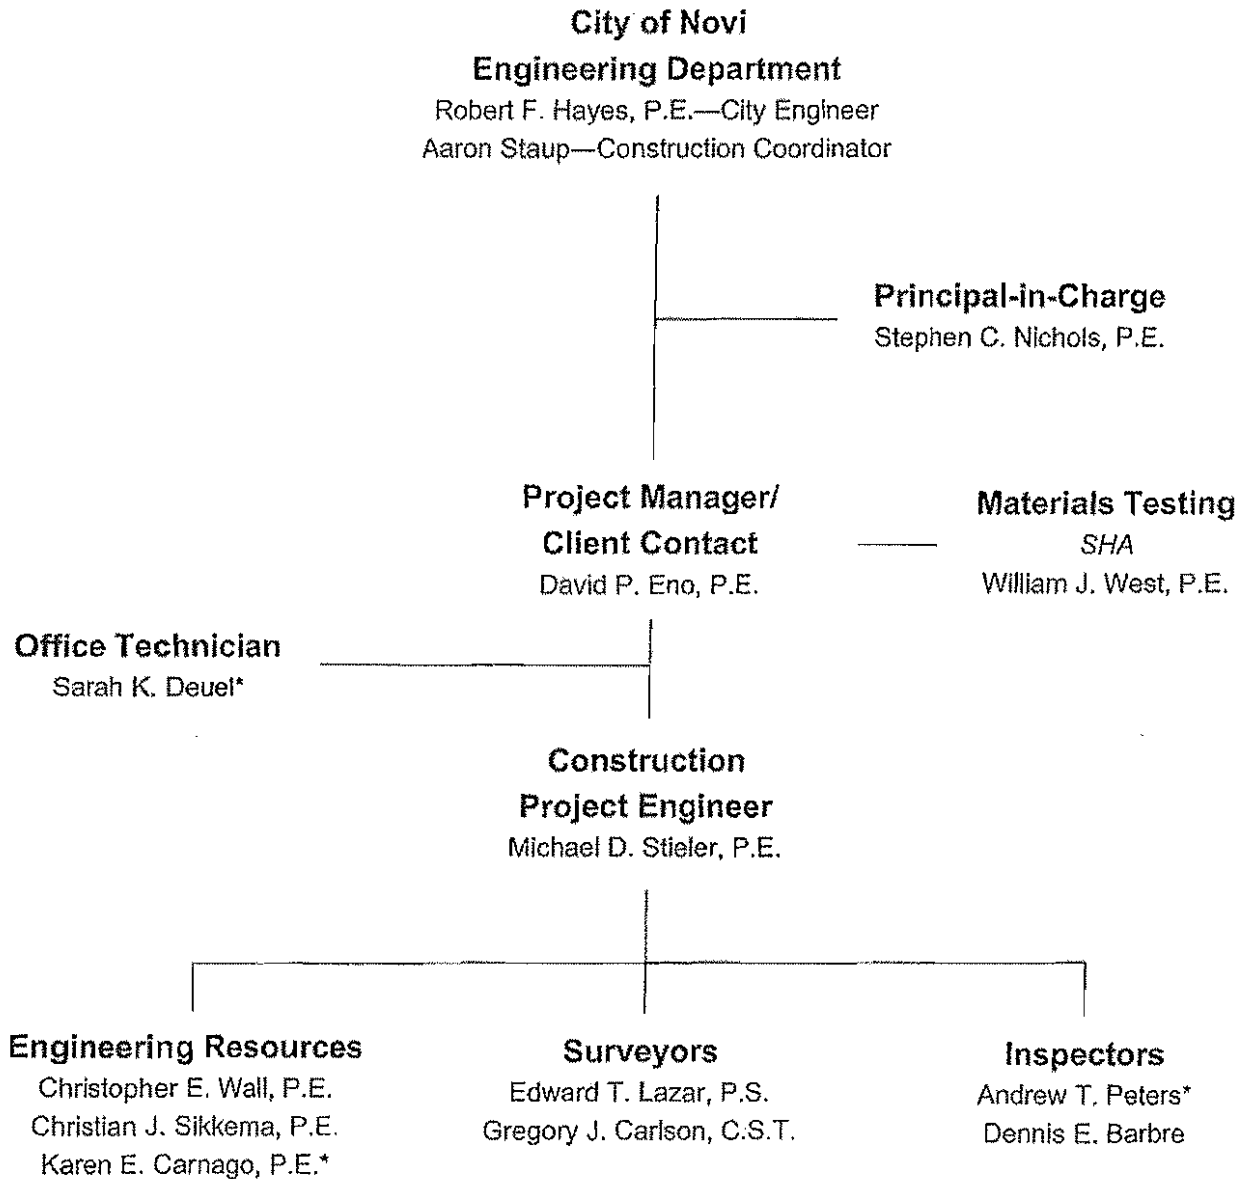 City of Novi
Engineering Department
Robert F. Hayes, P.E.—City Engineer
Aaron Staup—Construction Coordinator
Principal-in-Charge
Stephen C. Nichols, P.E.
Project Manager/
Client Contact
David P. Eno, P.E.
Materials Testing
SHA
William J. West, P.E.
Office Technician
Sarah K. Deuel*
Construction
Project Engineer
Michael D. Stieler, P.E.
Engineering Resources
Christopher E. Wall, P.E.
Christian J. Sikkema, P.E.
Karen E. Carnago, P.E.*
Surveyors
Edward T. Lazar, P.S.
Gregory J. Carlson, C.S.T.
Inspectors
Andrew T. Peters*
Dennis E. Barbre